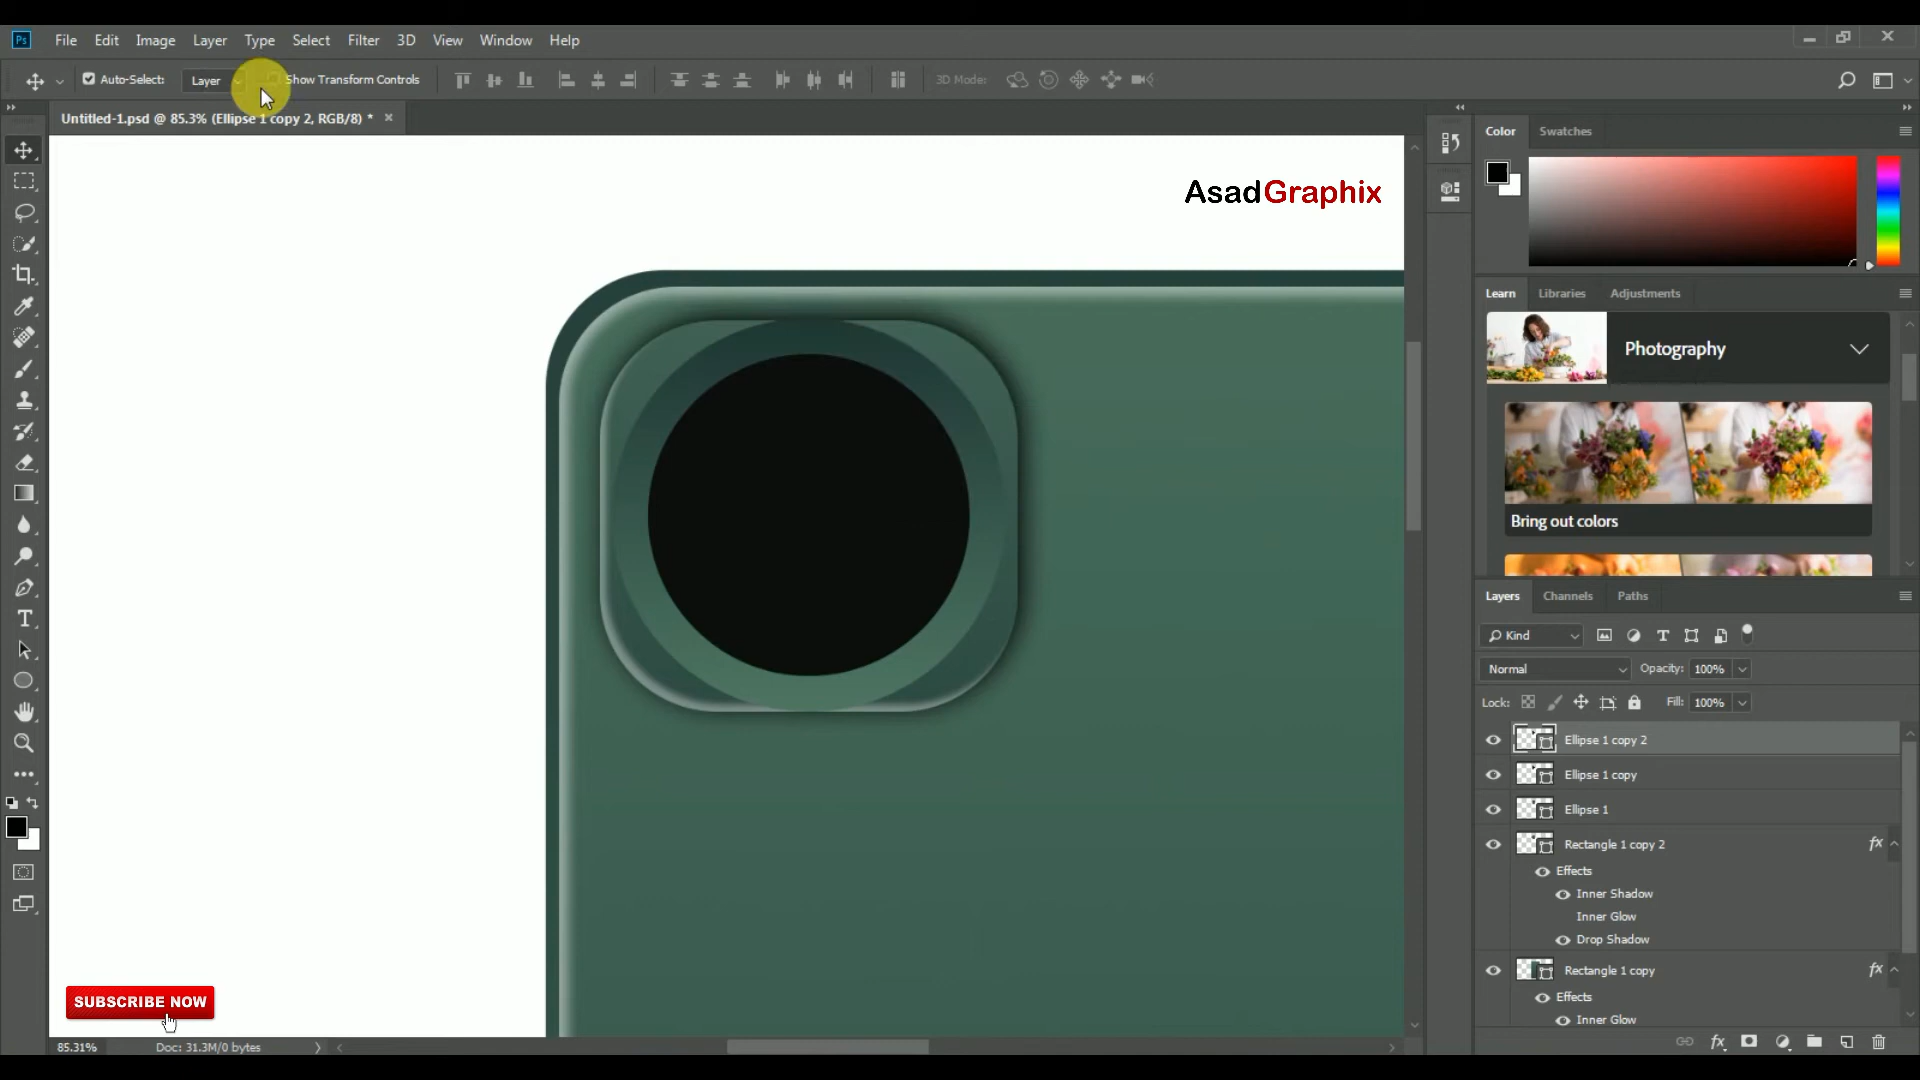 Ps File Edit Image Layer Type Select Filter 3D View Window Help
Auto-Select: Layer Show Transform Controls 3D Mode:
Untitled-1.psd @ 85.3% (Ellipse 1 copy 2, RGB/8) *
AsadGraphix
Color Swatches
Learn Libraries Adjustments
Photography
Bring out colors
Layers Channels Paths
Kind
Normal Opacity: 100%
Lock: Fill: 100%
Ellipse 1 copy 2
Ellipse 1 copy
Ellipse 1
Rectangle 1 copy 2 fx
Effects
Inner Shadow
Inner Glow
Drop Shadow
Rectangle 1 copy fx
Effects
Inner Glow
SUBSCRIBE NOW
85.31% Doc: 31.3M/0 bytes
fx